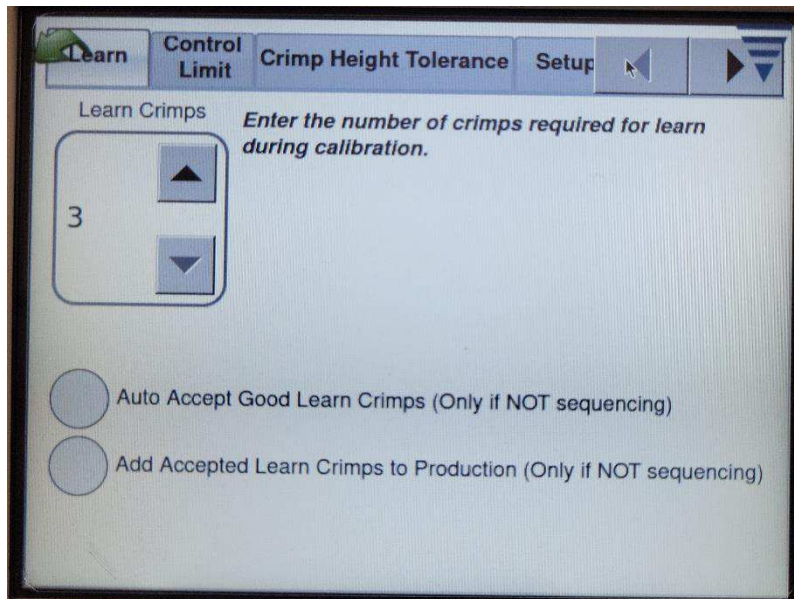 Learn
Control
Limit
Crimp Height Tolerance
Setup
Learn Crimps
Enter the number of crimps required for learn
during calibration.
3
Auto Accept Good Learn Crimps (Only if NOT sequencing)
Add Accepted Learn Crimps to Production (Only if NOT sequencing)